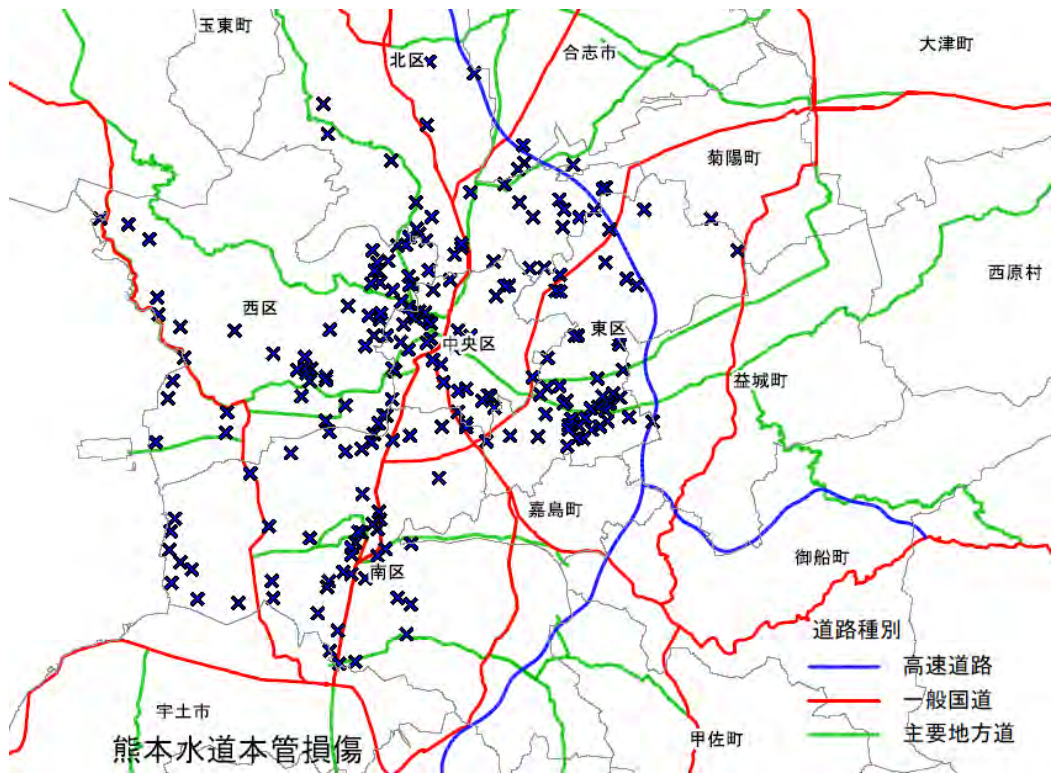 玉東町
北区
合志市
大津町
菊陽町
西原村
西区
中央区
東区
益城町
嘉島町
御船町
南区
宇土市
甲佐町
道路種別
高速道路
一般国道
主要地方道
熊本水道本管損傷